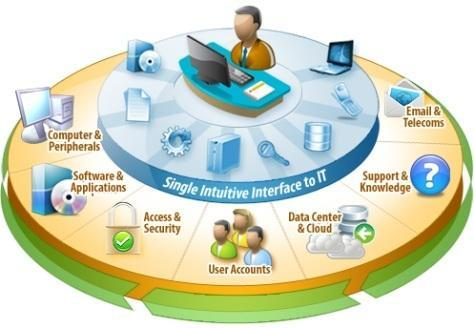 Computer &
Peripherals
Software &
Applications
Access &
Security
User Accounts
Data Center
& Cloud
Support &
Knowledge
Email &
Telecoms
Single Intuitive Interface to IT
?